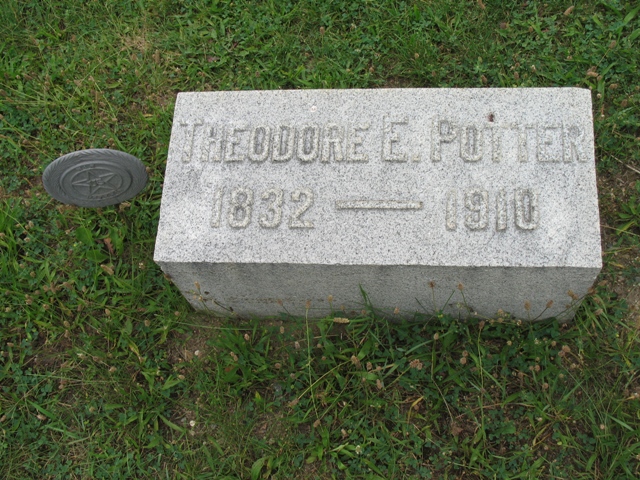 THEODORE E. POTTER
1832 — 1910